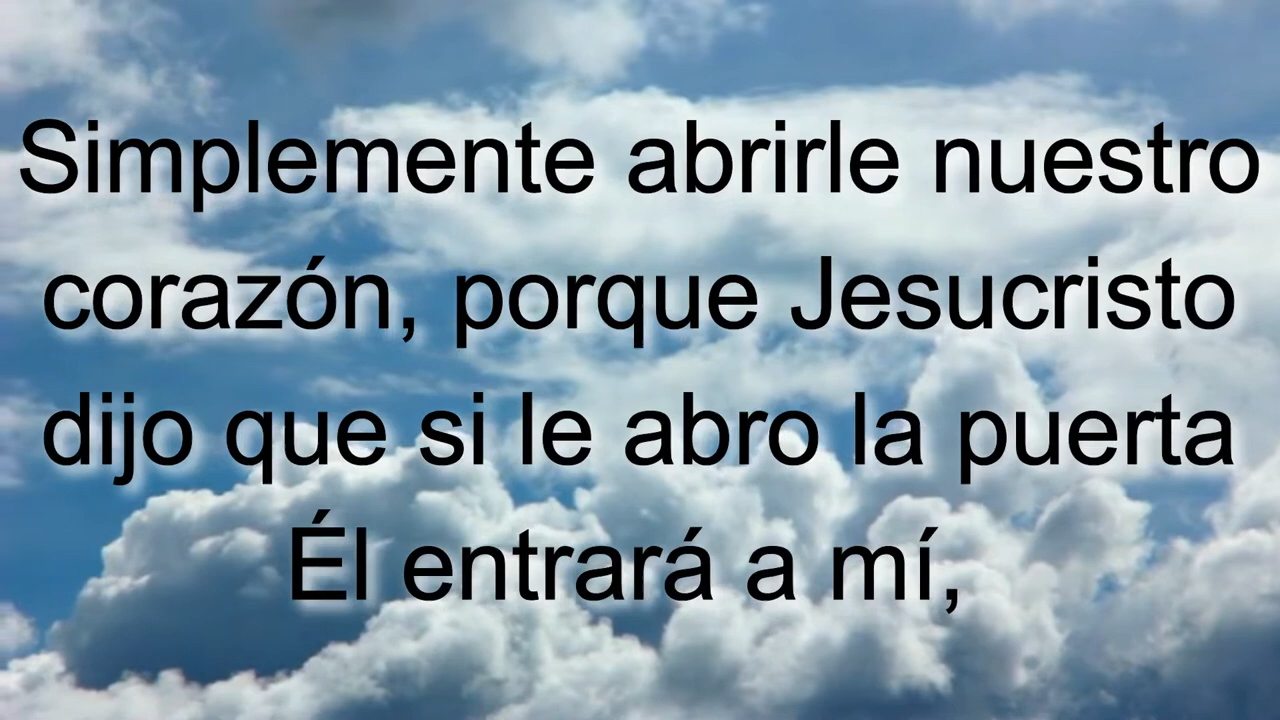 Simplemente abrirle nuestro
corazón, porque Jesucristo
dijo que si le abro la puerta
Él entrará a mí,